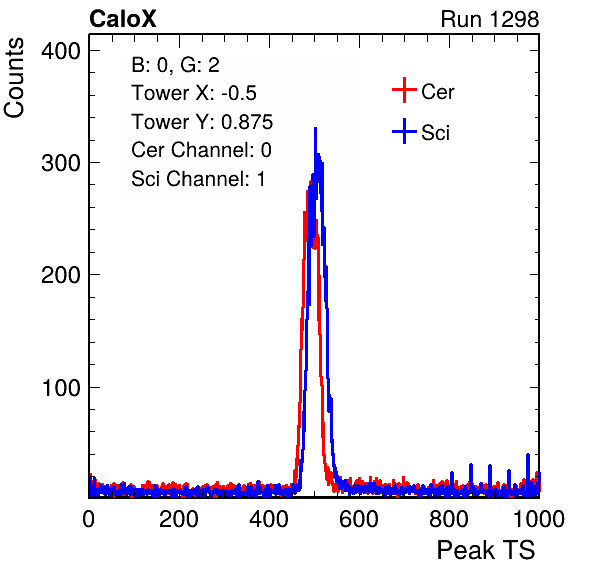 CaloX Run 1298
Counts
B: 0, G: 2
Tower X: -0.5
Tower Y: 0.875
Cer Channel: 0
Sci Channel: 1
Cer
Sci
400
300
200
100
0 200 400 600 800 1000
Peak TS